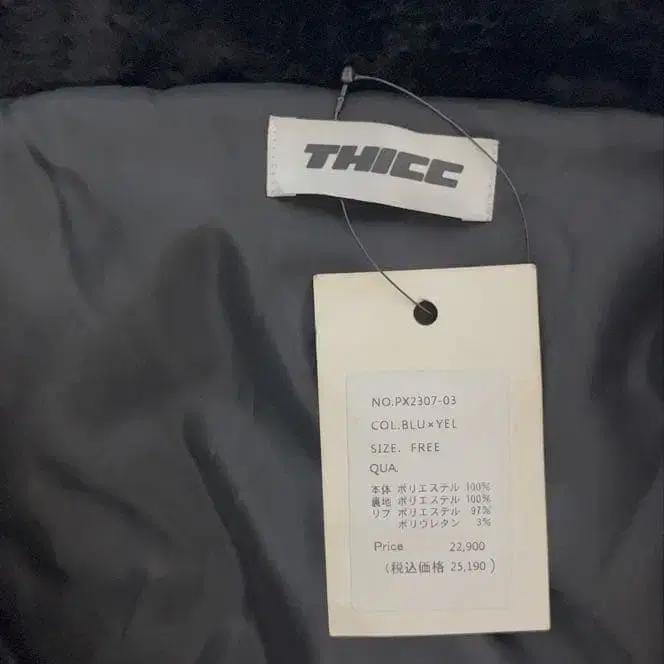 THICC
NO.PX2307-03
COL.BLU×YEL
SIZE. FREE
QUA.
本体 ポリエステル 100%
裏地 ポリエステル 100%
リブ ポリエステル 97%
ポリウレタン 3%
Price 22,900
(税込価格 25,190)